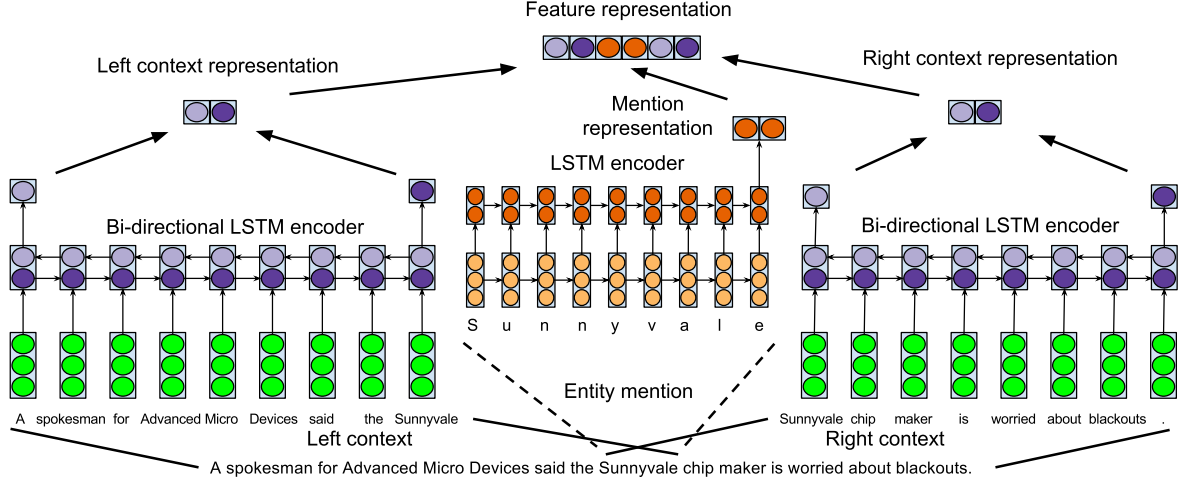 Feature representation
Left context representation
Right context representation
Mention
representation
LSTM encoder
Bi-directional LSTM encoder
Bi-directional LSTM encoder
S u n n y v a l e
Entity mention
A spokesman for Advanced Micro Devices said the Sunnyvale
Sunnyvale chip maker is worried about blackouts .
Left context
Right context
A spokesman for Advanced Micro Devices said the Sunnyvale chip maker is worried about blackouts.